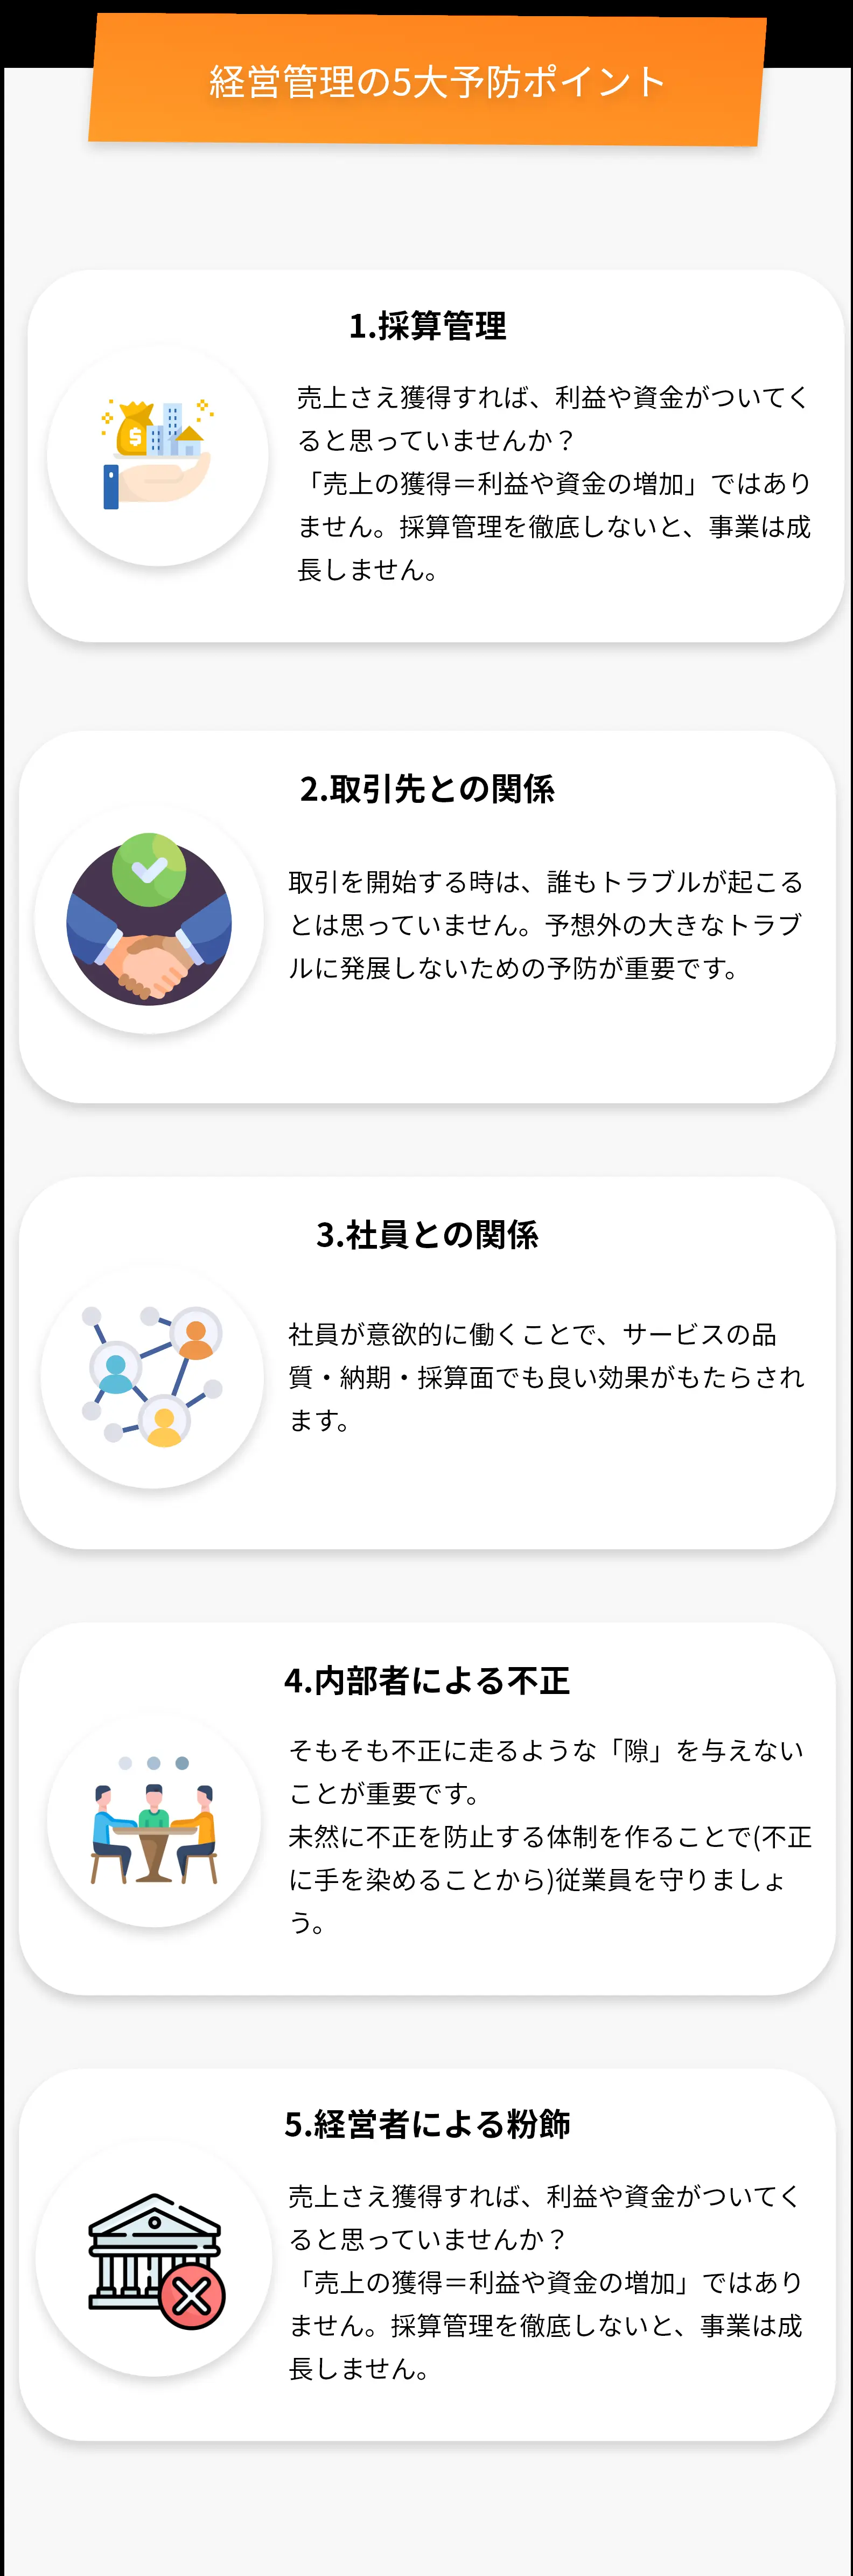 経営管理の5大予防ポイント
1.採算管理
売上さえ獲得すれば、利益や資金がついてく
ると思っていませんか？
「売上の獲得＝利益や資金の増加」ではあり
ません。採算管理を徹底しないと、事業は成
長しません。
2.取引先との関係
取引を開始する時は、誰もトラブルが起こる
とは思っていません。予想外の大きなトラブ
ルに発展しないための予防が重要です。
3.社員との関係
社員が意欲的に働くことで、サービスの品
質・納期・採算面でも良い効果がもたらされ
ます。
4.内部者による不正
そもそも不正に走るような「隙」を与えない
ことが重要です。
未然に不正を防止する体制を作ることで(不正
に手を染めることから)従業員を守りましょ
う。
5.経営者による粉飾
売上さえ獲得すれば、利益や資金がついてく
ると思っていませんか？
「売上の獲得＝利益や資金の増加」ではあり
ません。採算管理を徹底しないと、事業は成
長しません。